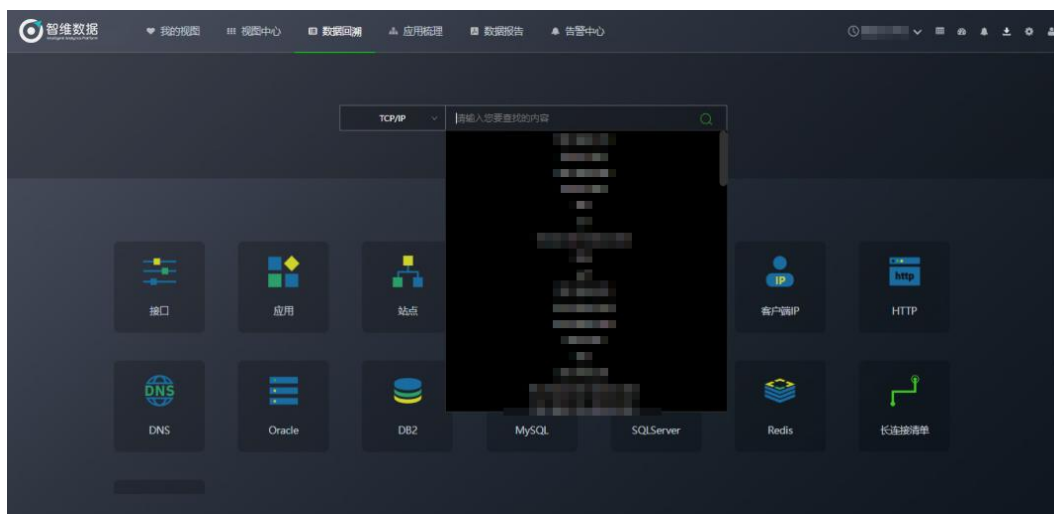 智维数据
我的视图 视图中心 数据回溯 应用梳理 数据报告 告警中心
TCP/IP 请输入您要查找的内容
IP http
接口 应用 站点 客户端IP HTTP
DNS
DNS Oracle DB2 MySQL SQLServer Redis 长连接清单